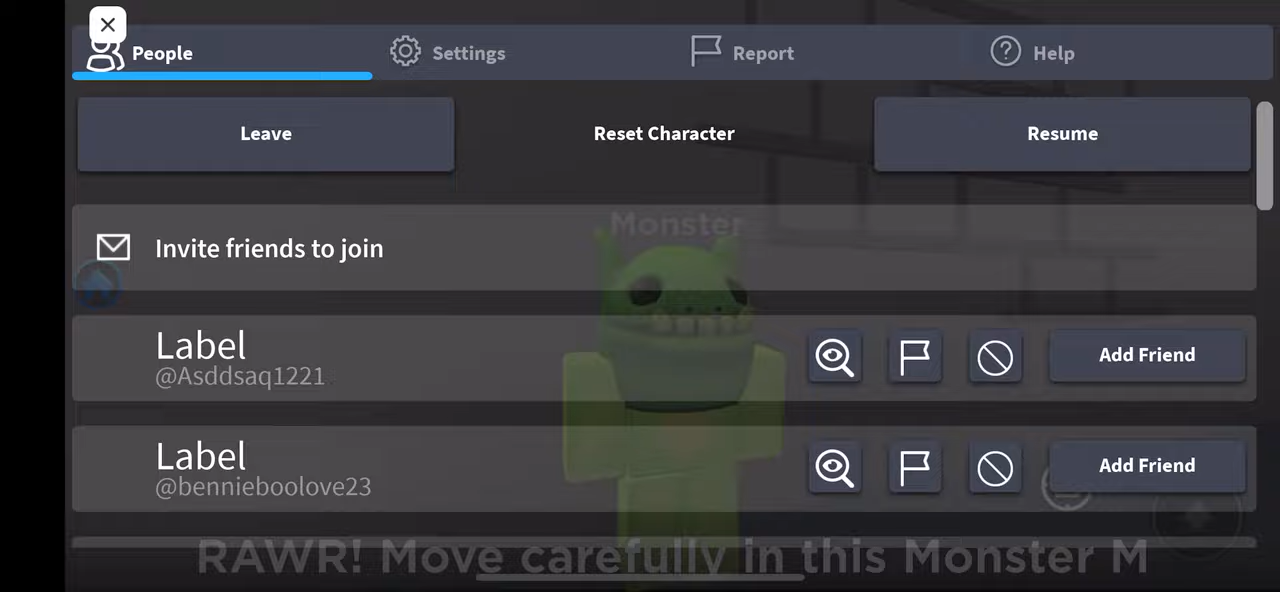 People
Settings
Report
Help
Leave
Reset Character
Resume
Monster
Invite friends to join
Label
@Asddsaq1221
Add Friend
Label
@bennieboolove23
Add Friend
RAWR! Move carefully in this Monster M